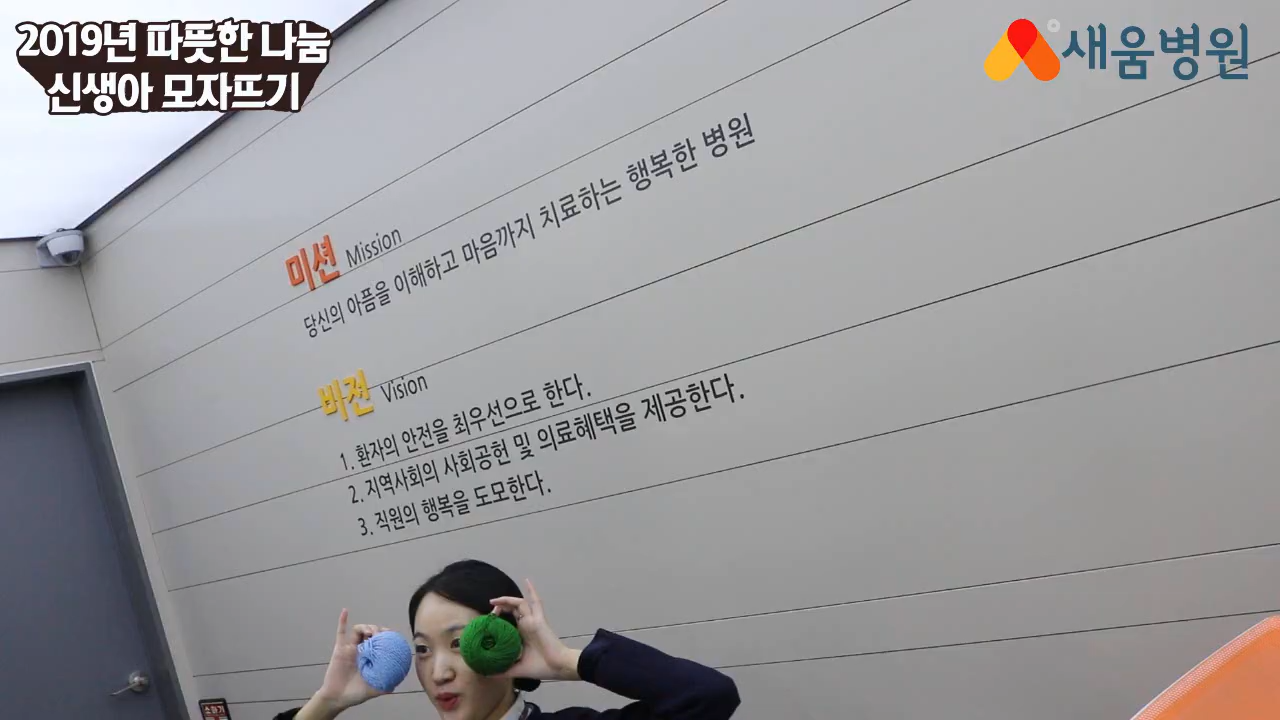 2019년 따뜻한 나눔
신생아 모자뜨기
새움병원
미션 Mission
당신의 아픔을 이해하고 마음까지 치료하는 행복한 병원
비전 Vision
1. 환자의 안전을 최우선으로 한다.
2. 지역사회의 사회공헌 및 의료혜택을 제공한다.
3. 직원의 행복을 도모한다.
소화기